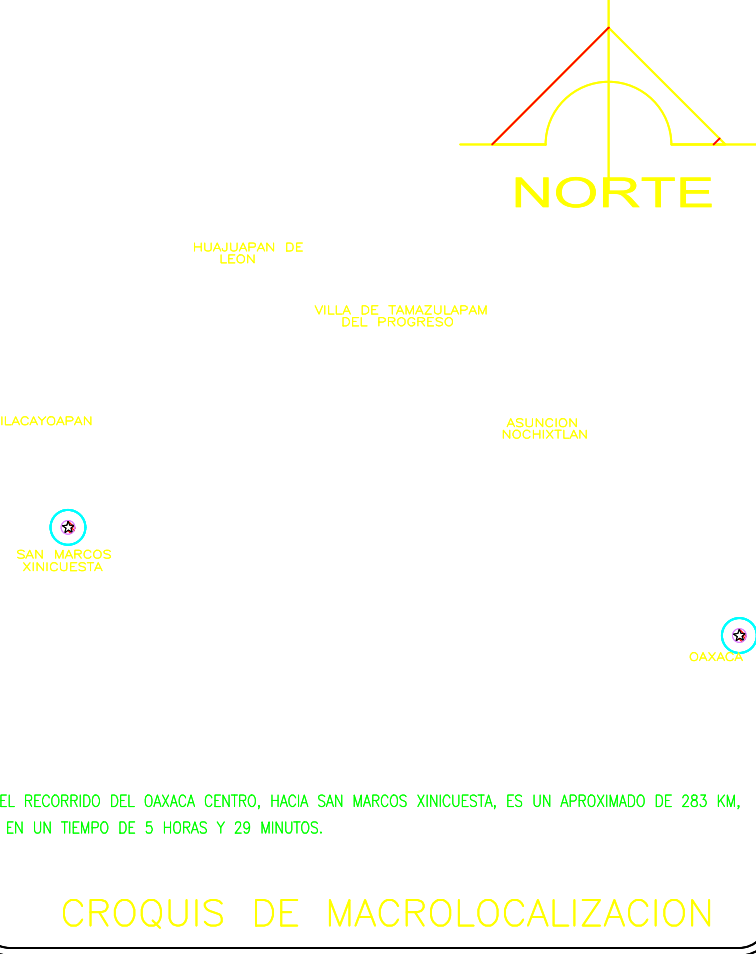 NORTE
HUAJUAPAN DE
LEON
VILLA DE TAMAZULAPAM
DEL PROGRESO
ILACAYOAPAN
ASUNCION
NOCHIXTLAN
SAN MARCOS
XINICUESTA
OAXACA
EL RECORRIDO DEL OAXACA CENTRO, HACIA SAN MARCOS XINICUESTA, ES UN APROXIMADO DE 283 KM,
EN UN TIEMPO DE 5 HORAS Y 29 MINUTOS.
CROQUIS DE MACROLOCALIZACION